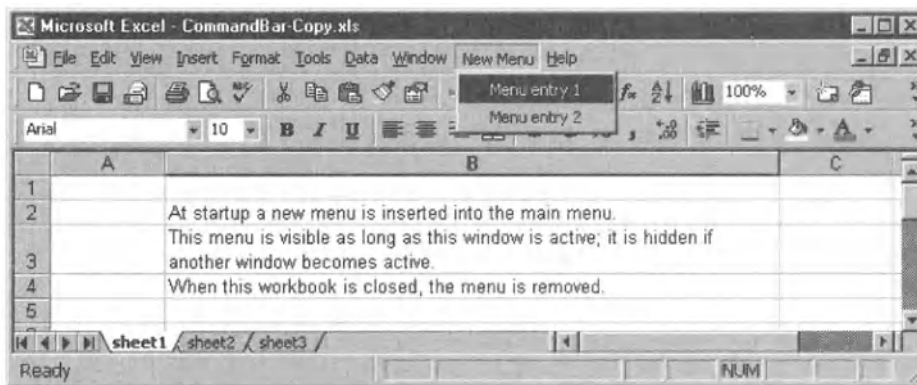 Microsoft Excel - CommandBar-Copy.xls
File Edit View Insert Format Tools Data Window New Menu Help
Menu entry 1
100%
Menu entry 2
Arial 10 B I U
A B C
1
2 At startup a new menu is inserted into the main menu.
This menu is visible as long as this window is active; it is hidden if
3 another window becomes active.
4 When this workbook is closed, the menu is removed.
5
sheet1 sheet2 sheet3
Ready NUM